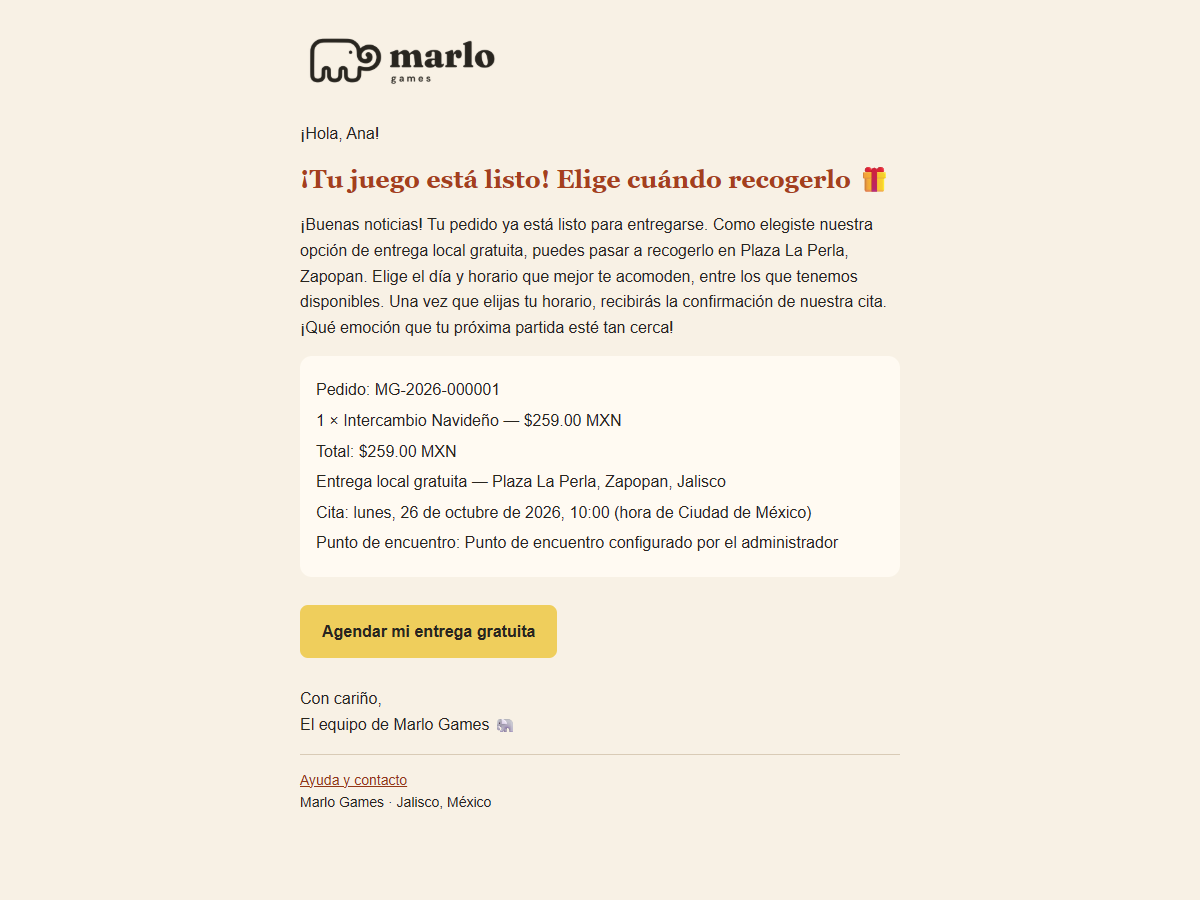 marlo
games
¡Hola, Ana!
¡Tu juego está listo! Elige cuándo recogerlo 🎁
¡Buenas noticias! Tu pedido ya está listo para entregarse. Como elegiste nuestra
opción de entrega local gratuita, puedes pasar a recogerlo en Plaza La Perla,
Zapopan. Elige el día y horario que mejor te acomoden, entre los que tenemos
disponibles. Una vez que elijas tu horario, recibirás la confirmación de nuestra cita.
¡Qué emoción que tu próxima partida esté tan cerca!
Pedido: MG-2026-000001
1 × Intercambio Navideño — $259.00 MXN
Total: $259.00 MXN
Entrega local gratuita — Plaza La Perla, Zapopan, Jalisco
Cita: lunes, 26 de octubre de 2026, 10:00 (hora de Ciudad de México)
Punto de encuentro: Punto de encuentro configurado por el administrador
Agendar mi entrega gratuita
Con cariño,
El equipo de Marlo Games 🐘
Ayuda y contacto
Marlo Games · Jalisco, México